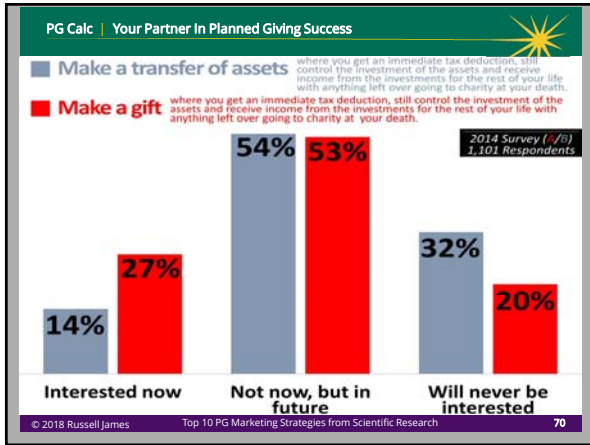 PG Calc | Your Partner In Planned Giving Success
Make a transfer of assets
where you get an immediate tax deduction, still
control the investment of the assets and receive
income from the investments for the rest of your life
with anything left over going to charity at your death.
Make a gift
where you get an immediate tax deduction, still control the investment of the
assets and receive income from the investments for the rest of your life with
anything left over going to charity at your death.
2014 Survey (A/B)
1,101 Respondents
54% 53%
32%
27%
20%
14%
Interested now
Not now, but in
future
Will never be
interested
© 2018 Russell James
Top 10 PG Marketing Strategies from Scientific Research
70